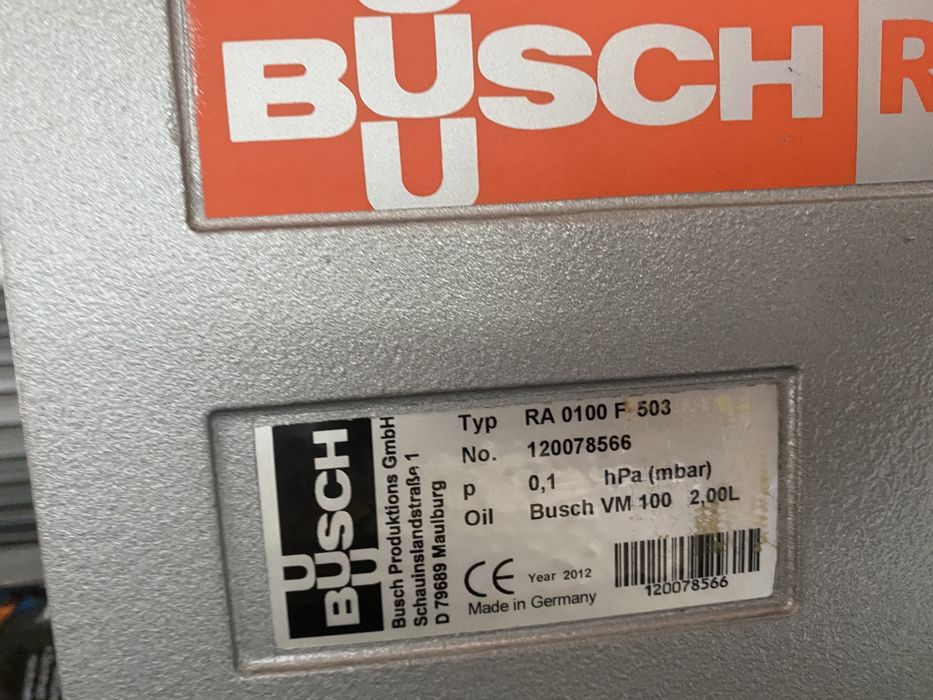 BUSCH
R
BUSCH
Busch Produktions GmbH
Schauinslandstraße 1
D 79689 Maulburg
Typ RA 0100 F 503
No. 120078566
p 0,1 hPa (mbar)
Oil Busch VM 100 2,00L
CE Year 2012
Made in Germany
120078566